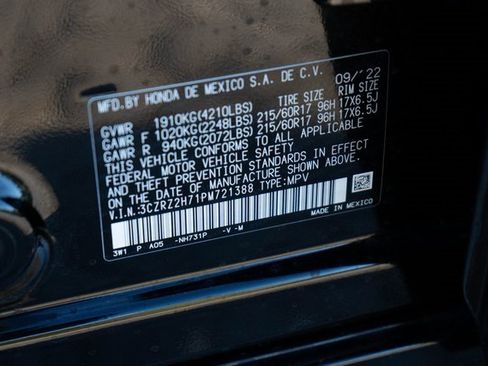 MFD.BY HONDA DE MEXICO S.A. DE C.V. 09/'22
TIRE SIZE RIM SIZE
GVWR 1910KG(4210LBS)
GAWR F 1020KG(2248LBS) 215/60R17 96H 17X6.5J
GAWR R 940KG(2072LBS) 215/60R17 96H 17X6.5J
THIS VEHICLE CONFORMS TO ALL APPLICABLE
FEDERAL MOTOR VEHICLE SAFETY
AND THEFT PREVENTION STANDARDS IN EFFECT
ON THE DATE OF MANUFACTURE SHOWN ABOVE.
V.I.N.:3CZRZ2H71PM721388 TYPE:MPV
MADE IN MEXICO
3W1 P A05 -NH731P -V -M